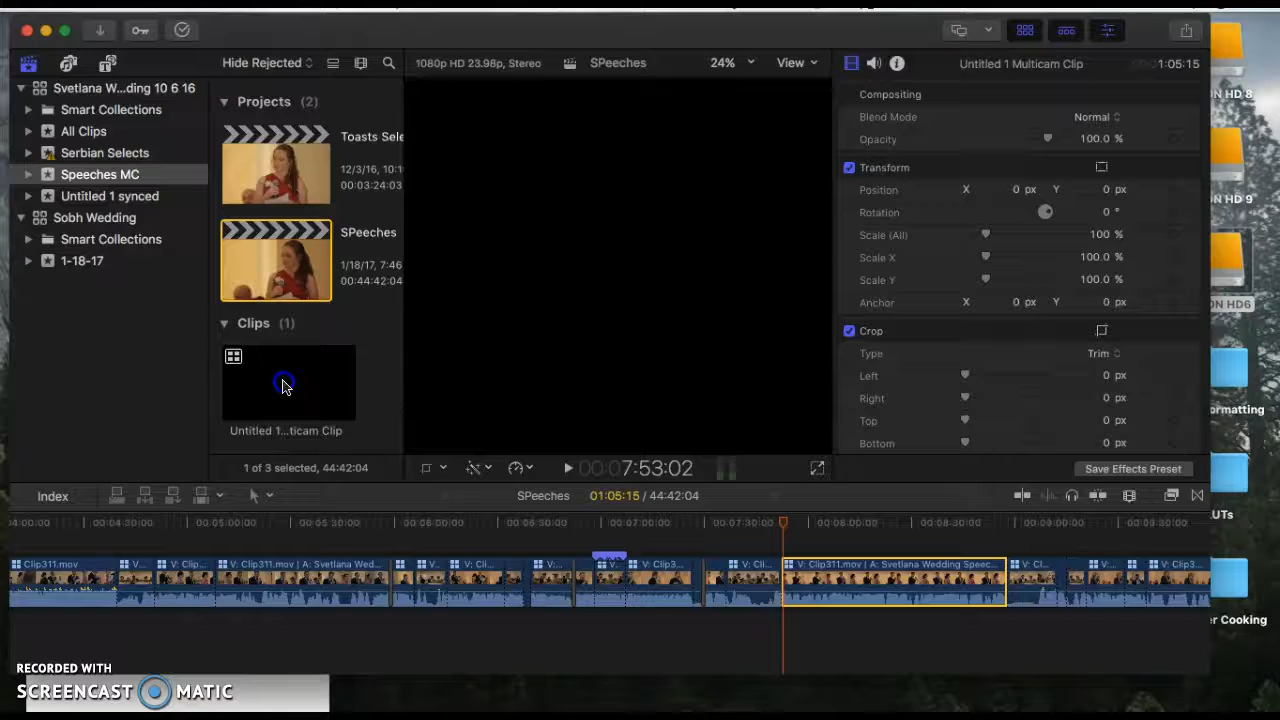 Hide Rejected
1080p HD 23.98p, Stereo
SPeeches
24%
View
Untitled 1 Multicam Clip
1:05:15
Svetlana W...ding 10 6 16
Smart Collections
All Clips
Serbian Selects
Speeches MC
Untitled 1 synced
Sobh Wedding
Smart Collections
1-18-17
Projects (2)
Toasts Sele
12/3/16, 10:1
00:03:24:03
SPeeches
1/18/17, 7:46
00:44:42:04
Clips (1)
Untitled 1...ticam Clip
1 of 3 selected, 44:42:04
00:00:7:53:02
Compositing
Blend Mode Normal
Opacity 100.0 %
Transform
Position X 0 px Y 0 px
Rotation 0 °
Scale (All) 100 %
Scale X 100.0 %
Scale Y 100.0 %
Anchor X 0 px Y 0 px
Crop
Type Trim
Left 0 px
Right 0 px
Top 0 px
Bottom 0 px
Save Effects Preset
ON HD 8
ON HD 9
ON HD6
ormatting
UTs
er Cooking
Index
SPeeches
01:05:15 / 44:42:04
04:00:00 00:04:30:00 00:05:00:00 00:05:30:00 00:06:00:00 00:06:30:00 00:07:00:00 00:07:30:00 00:08:00:00 00:08:30:00 00:09:00:00 00:09:30:00
Clip311.mov V... V: Clip... V: Clip311.mov | A: Svetlana Wed... V... V: Cli... V:... V... V: Clip3... V: Cli... V: Clip311.mov | A: Svetlana Wedding Speec... V: Cl... V:... V: Clip3...
RECORDED WITH
SCREENCAST MATIC